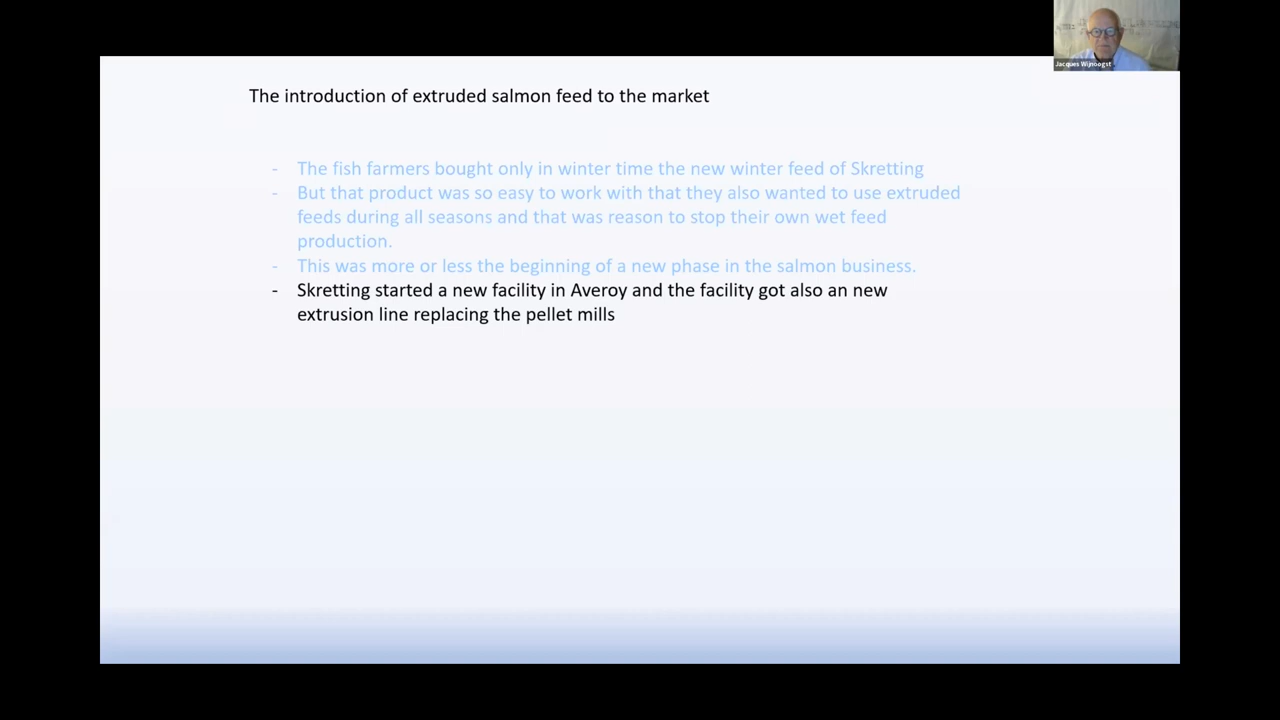 Jacques Wijnoogst
The introduction of extruded salmon feed to the market
- The fish farmers bought only in winter time the new winter feed of Skretting
- But that product was so easy to work with that they also wanted to use extruded
feeds during all seasons and that was reason to stop their own wet feed
production.
- This was more or less the beginning of a new phase in the salmon business.
- Skretting started a new facility in Averoy and the facility got also an new
extrusion line replacing the pellet mills